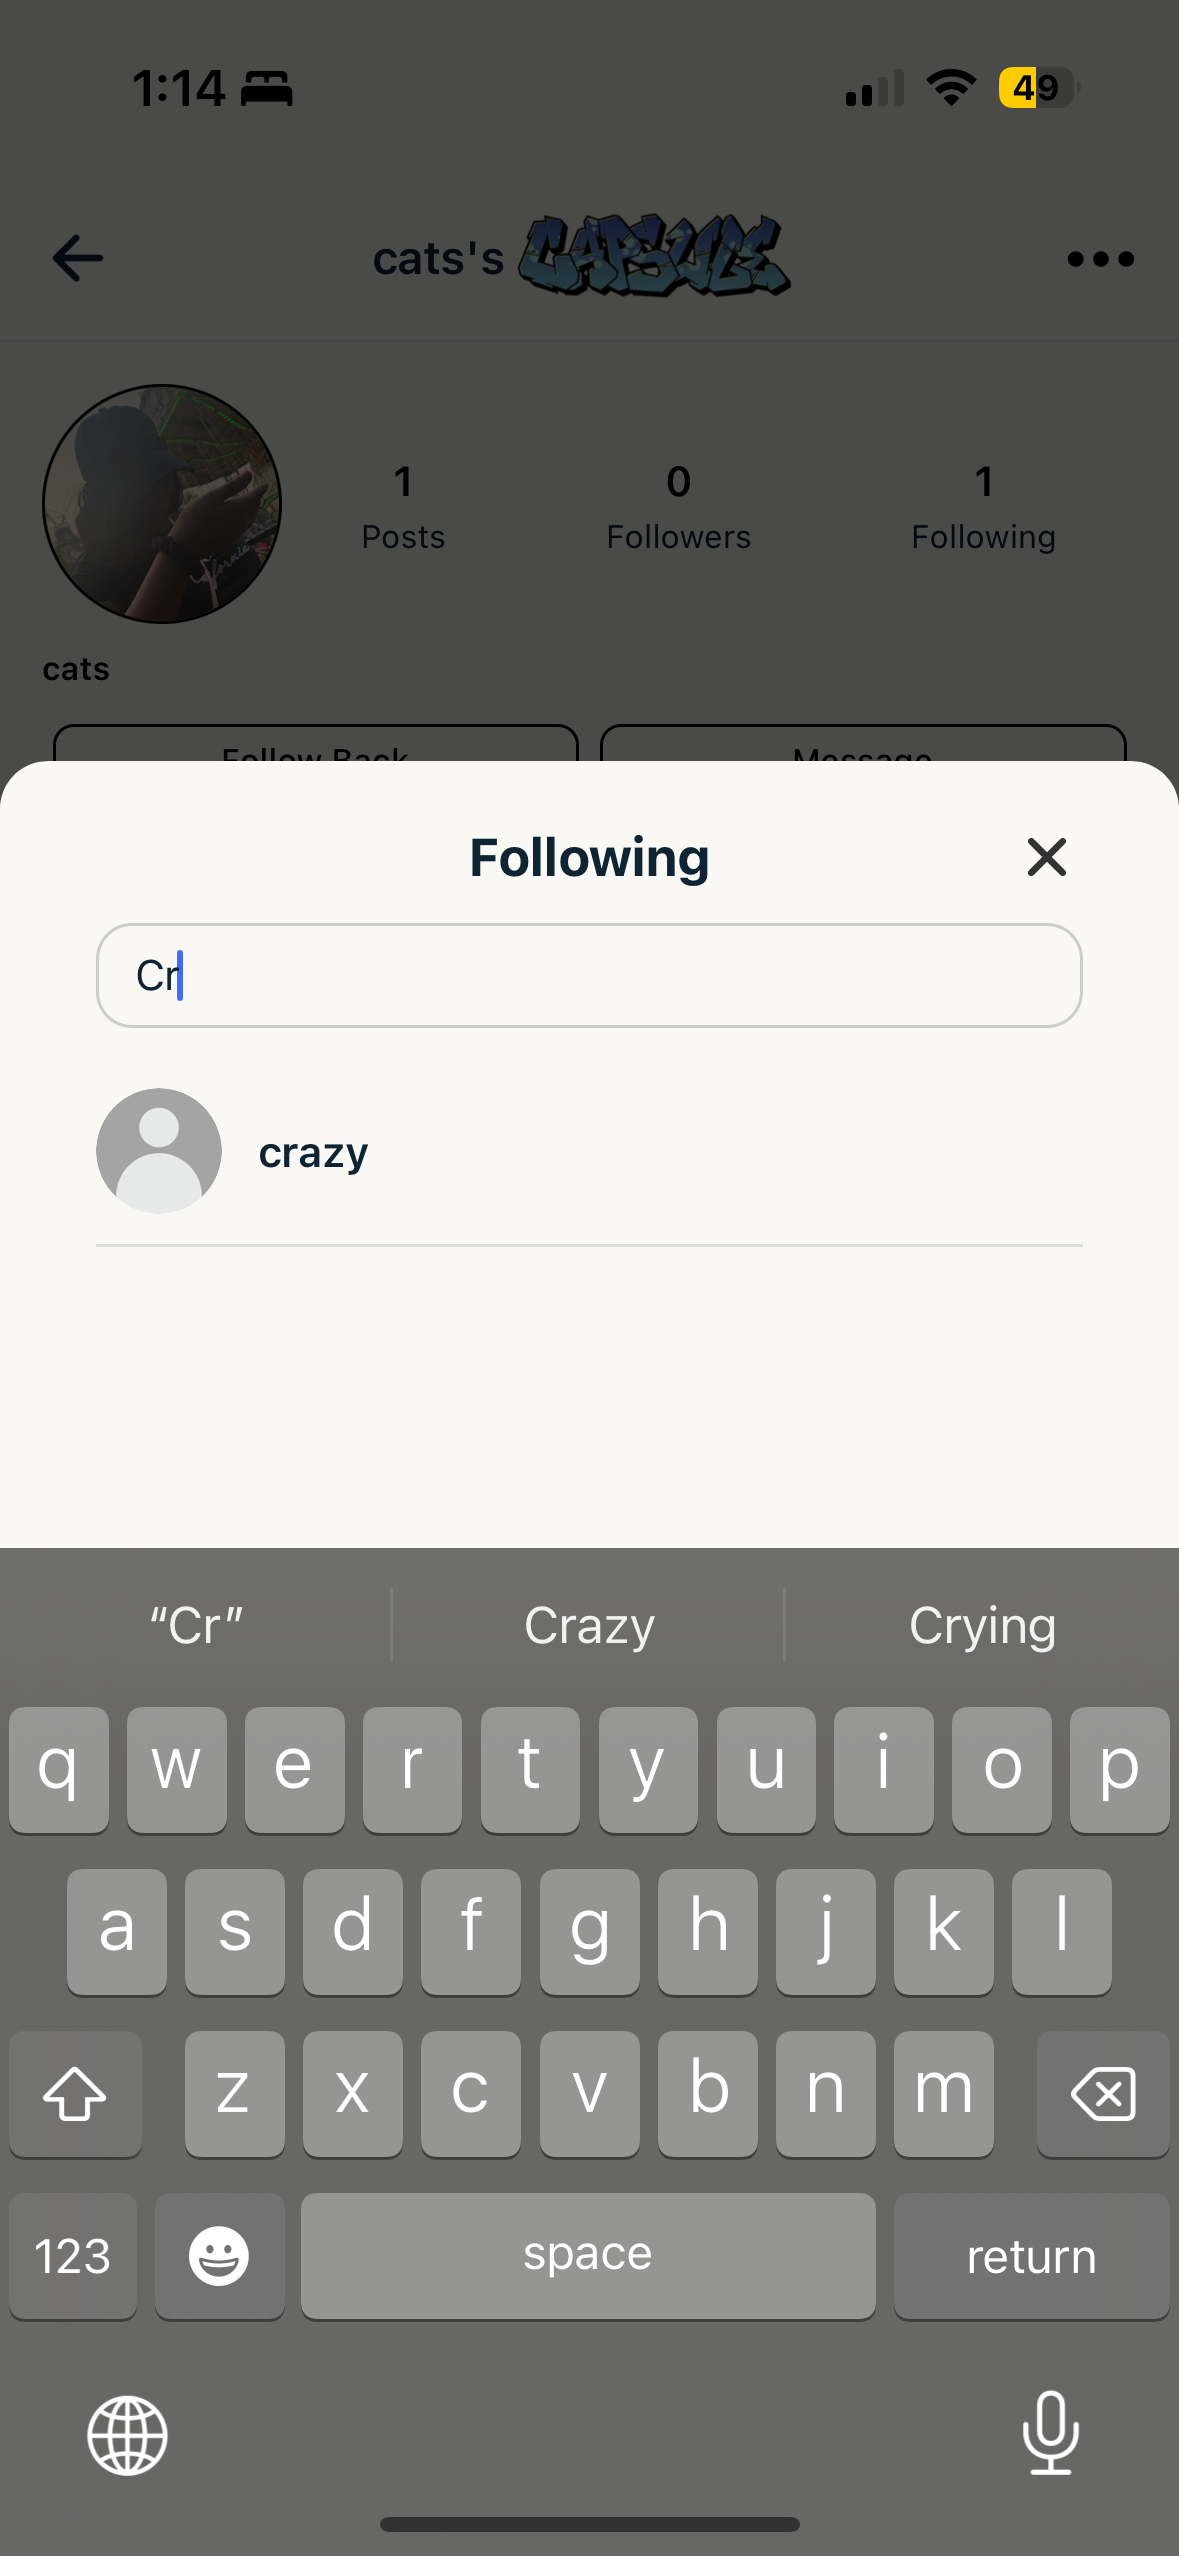 1:14
49
cats's CAPSULE
1
Posts
0
Followers
1
Following
cats
Follow Back
Message
Following
Cr
crazy
“Cr”
Crazy
Crying
q w e r t y u i o p
a s d f g h j k l
z x c v b n m
123
space
return